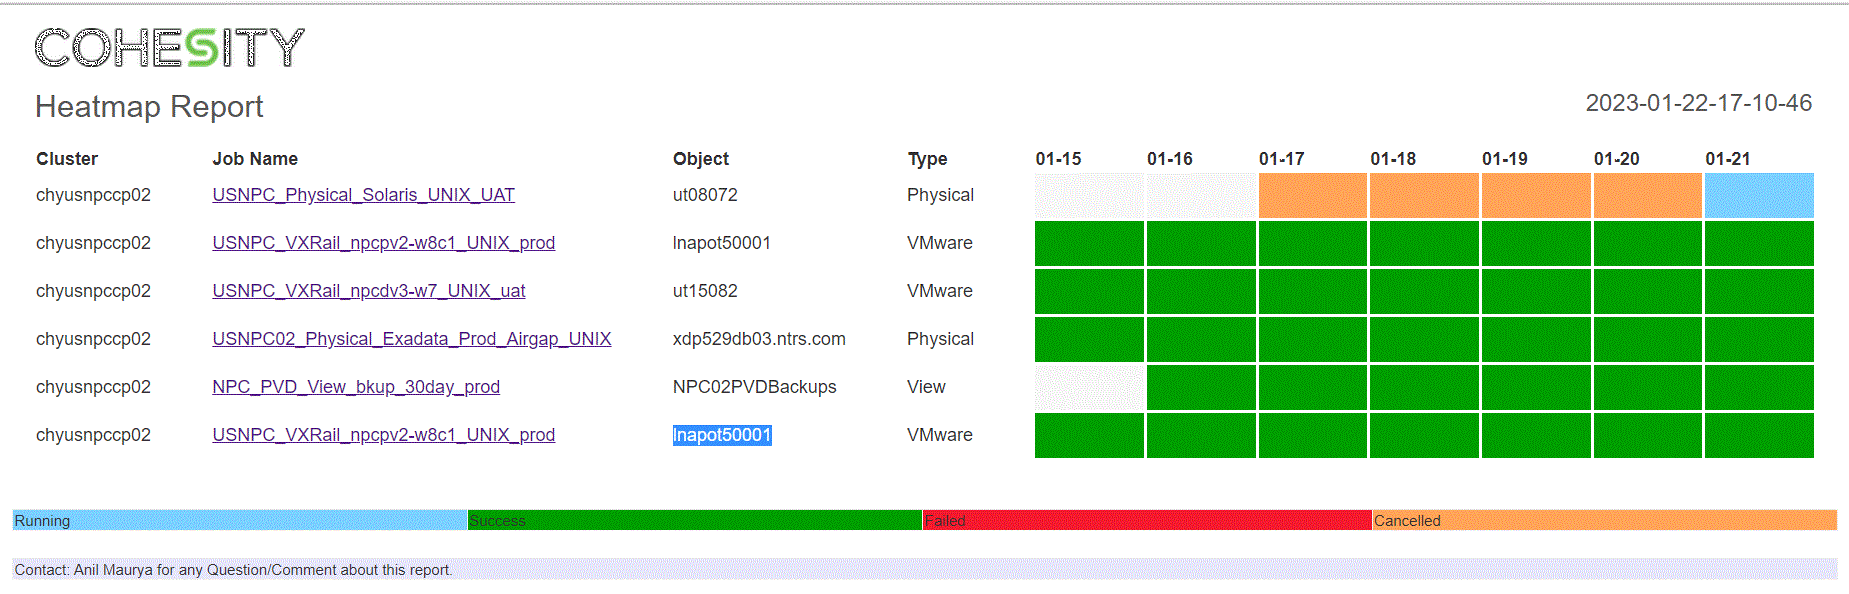 COHESITY
Heatmap Report 2023-01-22-17-10-46
Cluster Job Name Object Type 01-15 01-16 01-17 01-18 01-19 01-20 01-21
chyusnpccp02 USNPC_Physical_Solaris_UNIX_UAT ut08072 Physical
chyusnpccp02 USNPC_VXRail_npcpv2-w8c1_UNIX_prod lnapot50001 VMware
chyusnpccp02 USNPC_VXRail_npcdv3-w7_UNIX_uat ut15082 VMware
chyusnpccp02 USNPC02_Physical_Exadata_Prod_Airgap_UNIX xdp529db03.ntrs.com Physical
chyusnpccp02 NPC_PVD_View_bkup_30day_prod NPC02PVDBackups View
chyusnpccp02 USNPC_VXRail_npcpv2-w8c1_UNIX_prod lnapot50001 VMware
Running Success Failed Cancelled
Contact: Anil Maurya for any Question/Comment about this report.